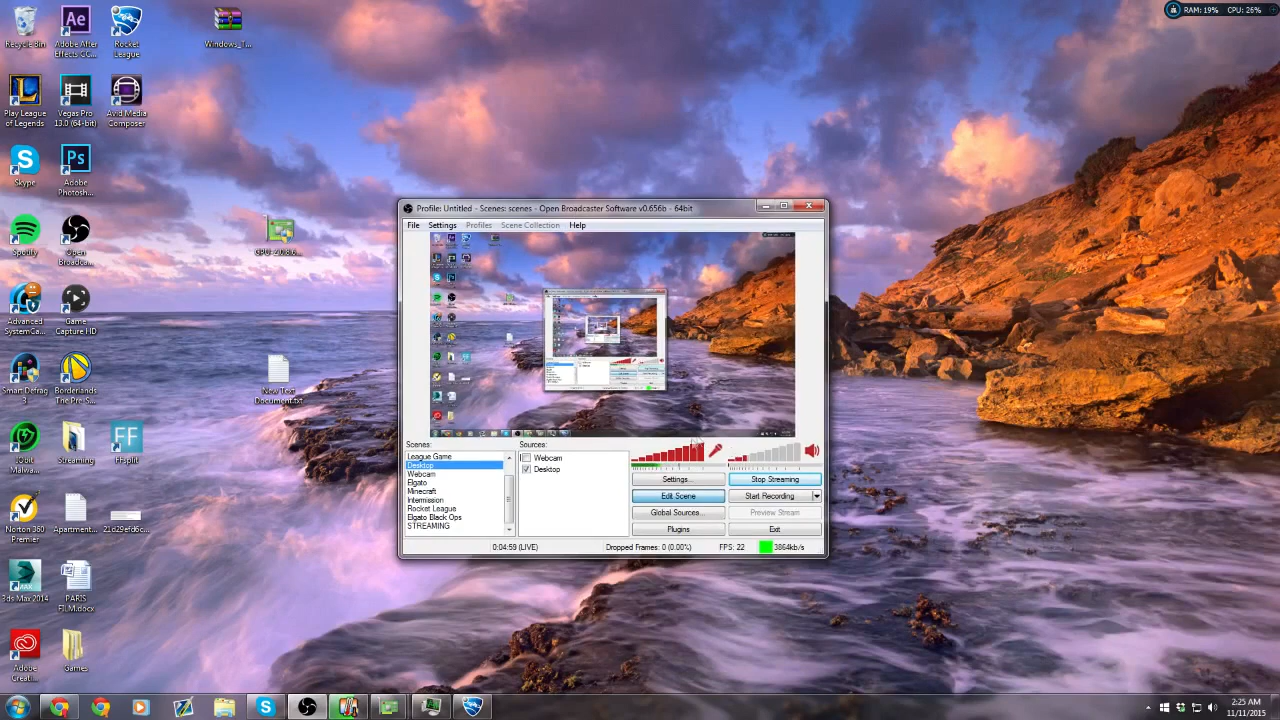 RAM: 19% CPU: 26%
Recycle Bin
Adobe After
Effects CC...
Rocket
League
Windows_T...
Play League
of Legends
Vegas Pro
13.0 (64-bit)
Avid Media
Composer
Skype
Adobe
Photosh...
Spotify
Open
Broadca...
GPU-Z.0.8.6...
Advanced
SystemCa...
Game
Capture HD
Smart Defrag
3
Borderlands
The Pre-S...
New Text
Document.txt
IObit
Malwa...
Streaming
FFsplit
Norton 360
Premier
Apartment...
21d29efd6c...
3ds Max 2014
PARIS
FILM.docx
Adobe
Creati...
Games
Profile: Untitled - Scenes: scenes - Open Broadcaster Software v0.656b - 64bit
File Settings Profiles Scene Collection Help
Scenes:
League Game
Desktop
Webcam
Elgato
Minecraft
Intermission
Rocket League
Elgato Black Ops
STREAMING
Sources:
Webcam
Desktop
Settings... Stop Streaming
Edit Scene Start Recording
Global Sources... Preview Stream
Plugins Exit
0:04:59 (LIVE) Dropped Frames: 0 (0.00%) FPS: 22 3864kb/s
2:25 AM
11/11/2015